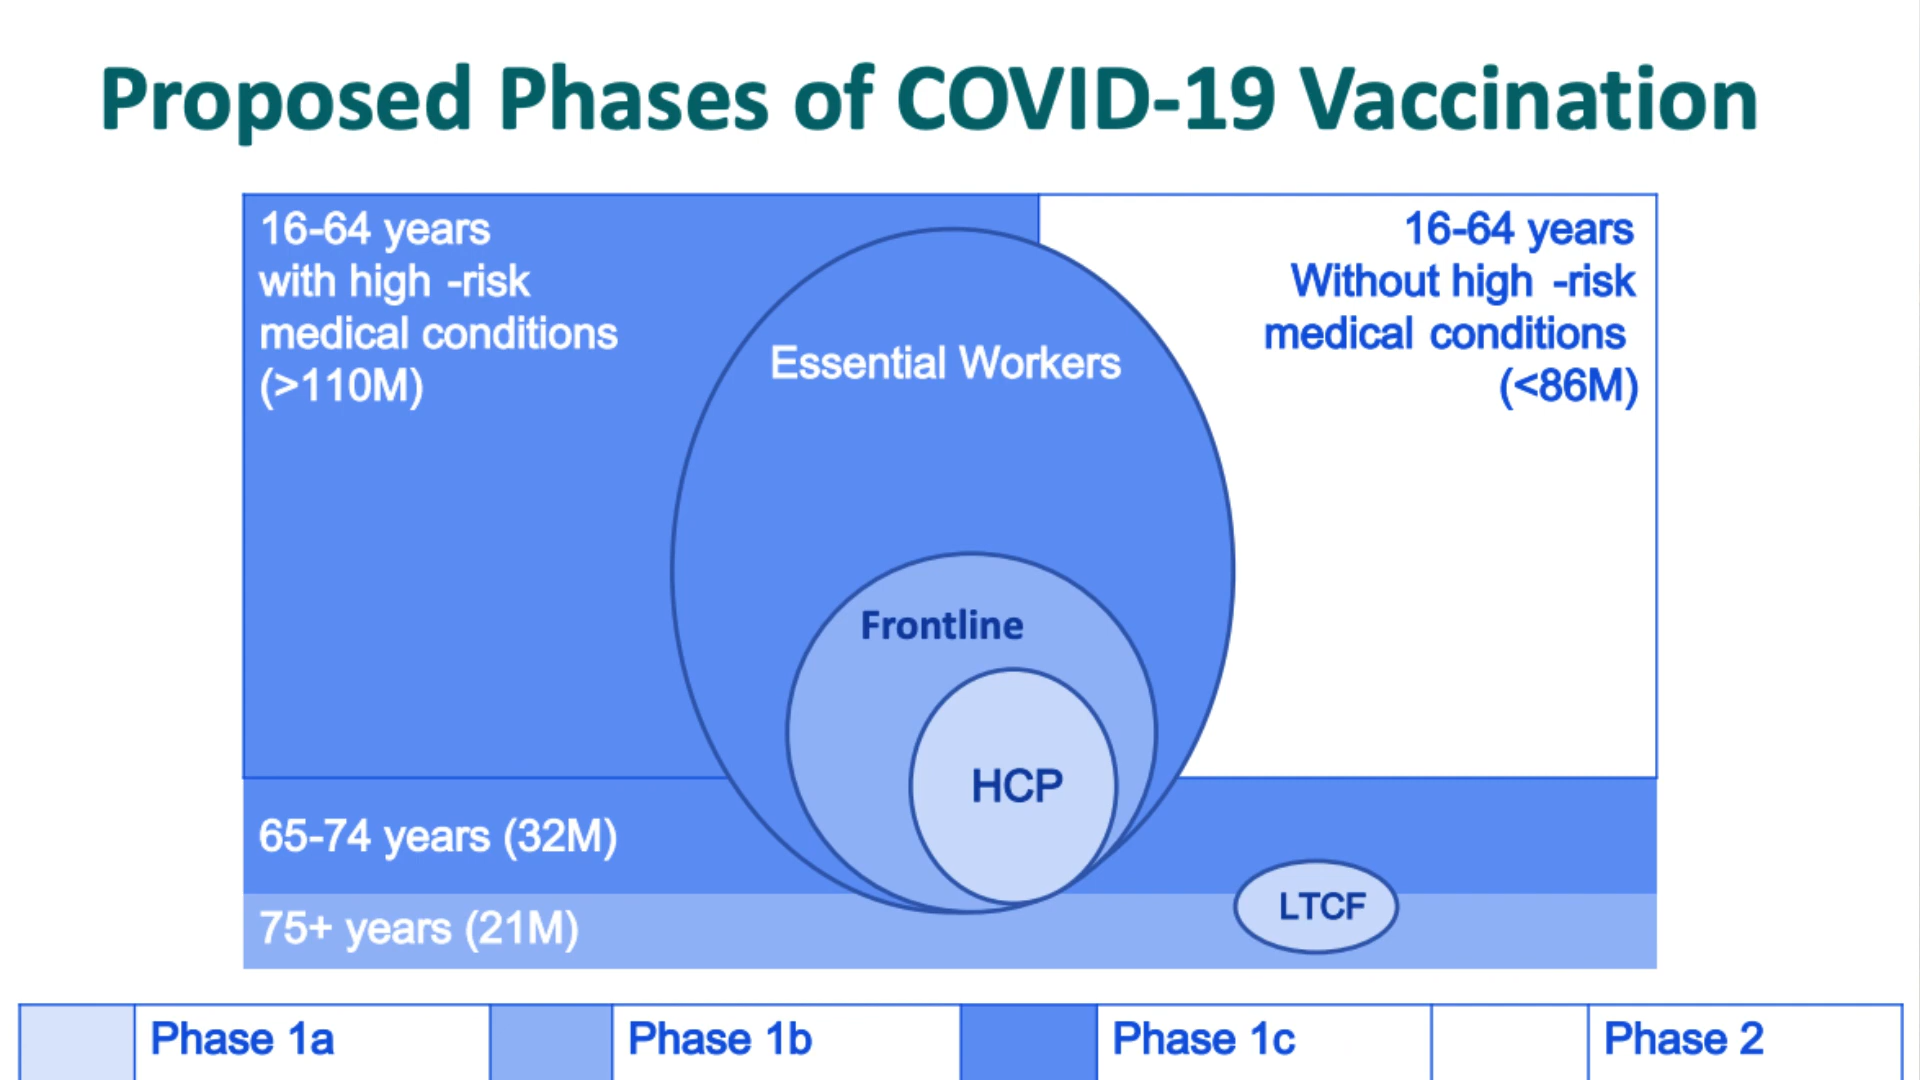 Proposed Phases of COVID-19 Vaccination
16-64 years
with high -risk
medical conditions
(>110M)
16-64 years
Without high -risk
medical conditions
(<86M)
Essential Workers
Frontline
HCP
65-74 years (32M)
LTCF
75+ years (21M)
Phase 1a
Phase 1b
Phase 1c
Phase 2